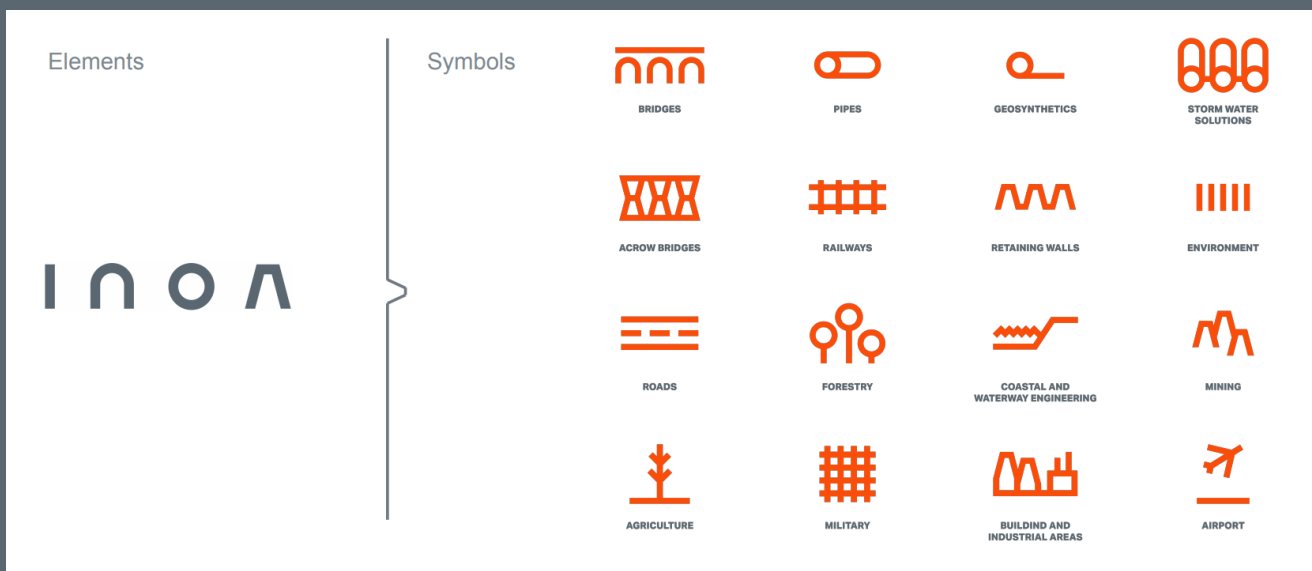 Elements
Symbols
BRIDGES
PIPES
GEOSYNTHETICS
STORM WATER
SOLUTIONS
ACROW BRIDGES
RAILWAYS
RETAINING WALLS
ENVIRONMENT
I N O Λ
ROADS
FORESTRY
COASTAL AND
WATERWAY ENGINEERING
MINING
AGRICULTURE
MILITARY
BUILDIND AND
INDUSTRIAL AREAS
AIRPORT